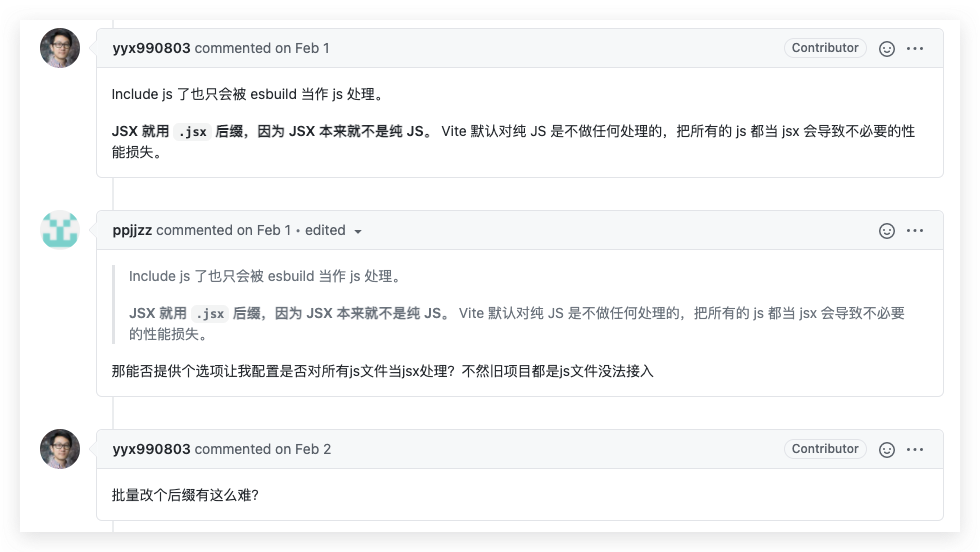 yyx990803 commented on Feb 1 Contributor
Include js 了也只会被 esbuild 当作 js 处理。
JSX 就用 .jsx 后缀，因为 JSX 本来就不是纯 JS。 Vite 默认对纯 JS 是不做任何处理的，把所有的 js 都当 jsx 会导致不必要的性
能损失。
ppjjzz commented on Feb 1 • edited
Include js 了也只会被 esbuild 当作 js 处理。
JSX 就用 .jsx 后缀，因为 JSX 本来就不是纯 JS。 Vite 默认对纯 JS 是不做任何处理的，把所有的 js 都当 jsx 会导致不必要
的性能损失。
那能否提供个选项让我配置是否对所有js文件当jsx处理？不然旧项目都是js文件没法接入
yyx990803 commented on Feb 2 Contributor
批量改个后缀有这么难?